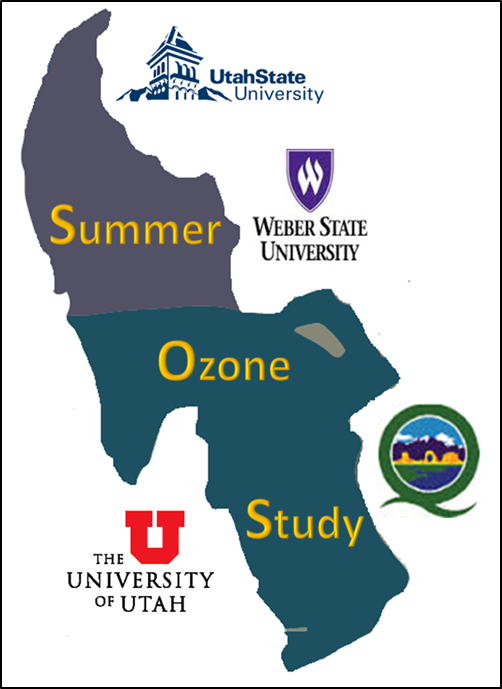 UtahState
University
WEBER STATE
UNIVERSITY
Summer
Ozone
Study
THE
UNIVERSITY
OF UTAH